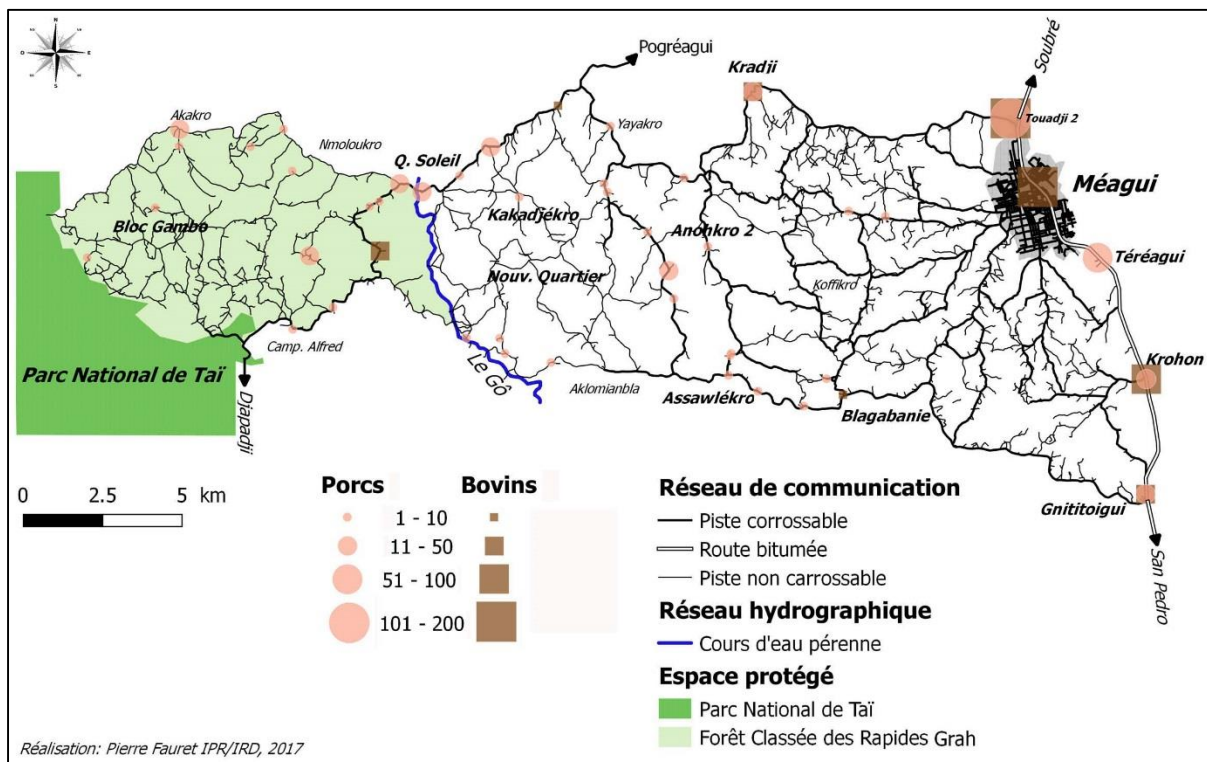 N
O
E
S
Pogréagui
Soubré
Kradji
Akakro
Yayakro
Touadji 2
Nmoloukro
Q. Soleil
Méagui
Kakadjékro
Bloc Gambo
Anohkro 2
Téréagui
Nouv. Quartier
Koffikro
Camp. Alfred
Parc National de Taï
Le Gô
Krohon
Djapadji
Aklomianbla
Assawlékro
Blagabanie
Gnititoigui
San Pedro
0 2.5 5 km
Porcs Bovins
1 - 10
11 - 50
51 - 100
101 - 200
Réseau de communication
Piste corrossable
Route bitumée
Piste non carrossable
Réseau hydrographique
Cours d'eau pérenne
Espace protégé
Parc National de Taï
Forêt Classée des Rapides Grah
Réalisation: Pierre Fauret IPR/IRD, 2017